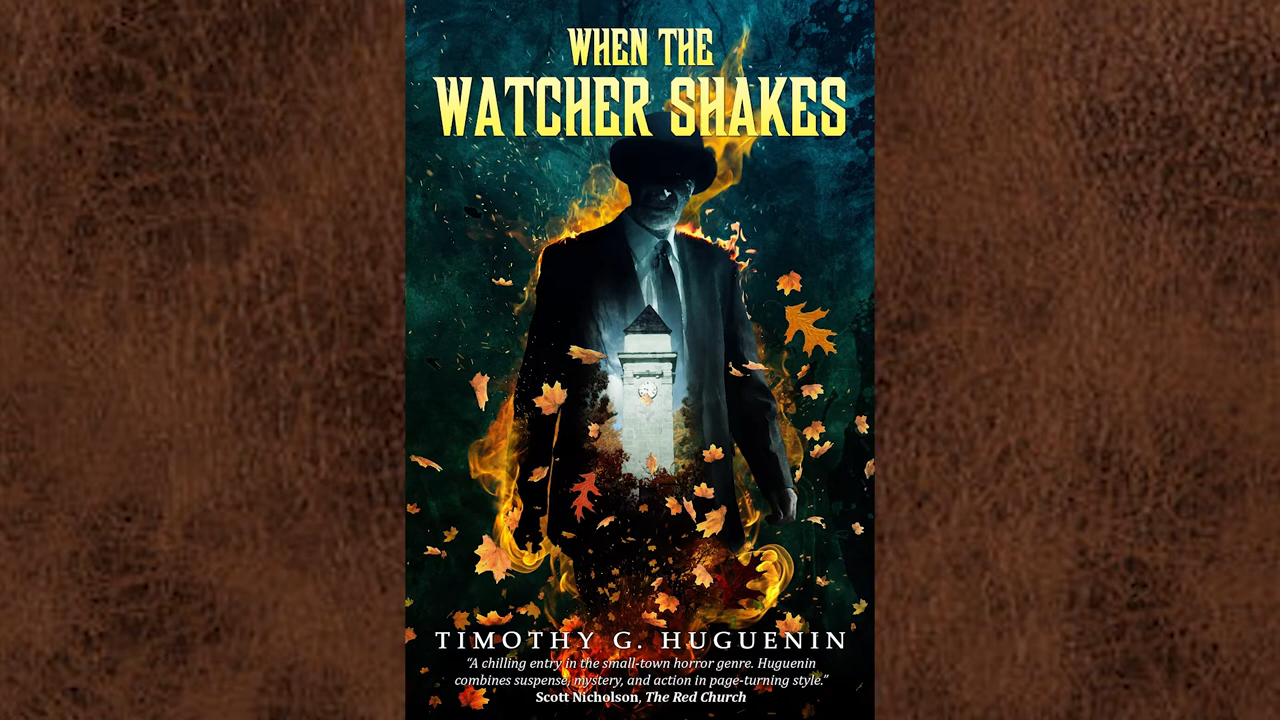 WHEN THE
WATCHER SHAKES
TIMOTHY G. HUGUENIN
“A chilling entry in the small-town horror genre. Huguenin
combines suspense, mystery, and action in page-turning style.”
Scott Nicholson, The Red Church